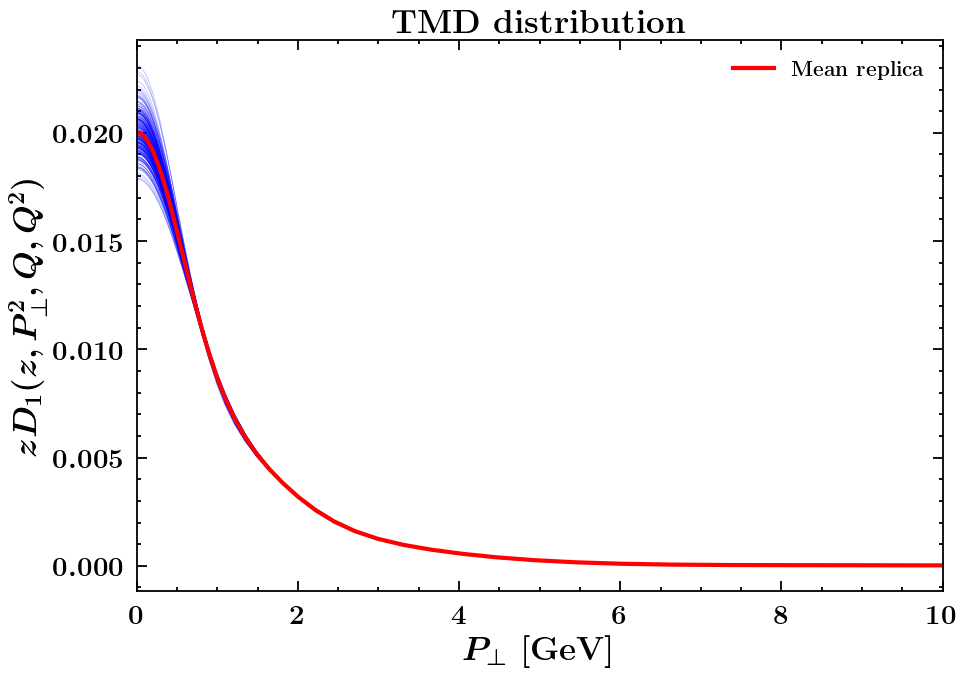 TMD distribution
Mean replica
zD₁(z, P²⊥, Q, Q²)
0.020
0.015
0.010
0.005
0.000
0 2 4 6 8 10
P⊥ [GeV]